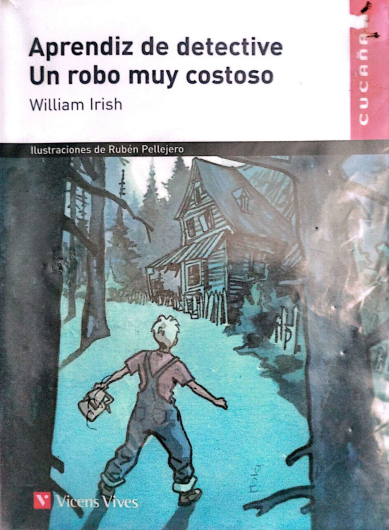 Aprendiz de detective
Un robo muy costoso
William Irish
CUCAÑA
Ilustraciones de Rubén Pellejero
Vicens Vives